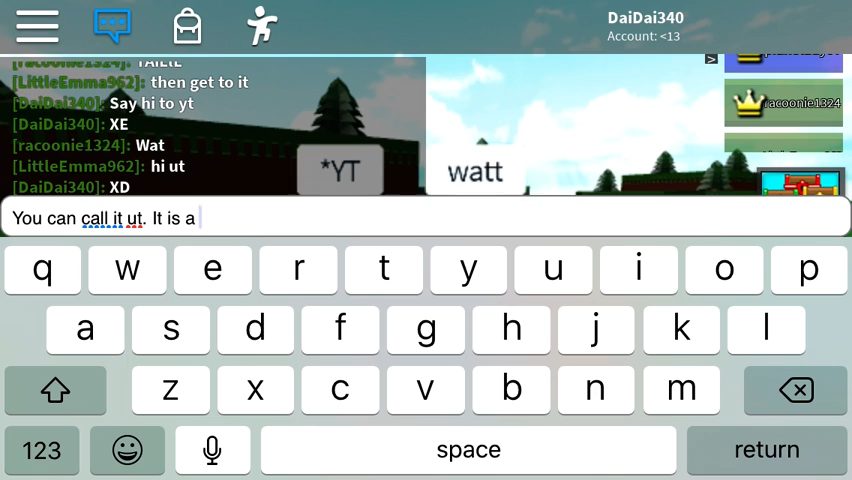 DaiDai340
Account: <13
[LittleEmma962]: then get to it
[DaiDai340]: Say hi to yt
[DaiDai340]: XE
[racoonie1324]: Wat
[LittleEmma962]: hi ut
[DaiDai340]: XD
>
racoonie1324
*YT
watt
You can call it ut. It is a
q w e r t y u i o p
a s d f g h j k l
z x c v b n m
123 space return